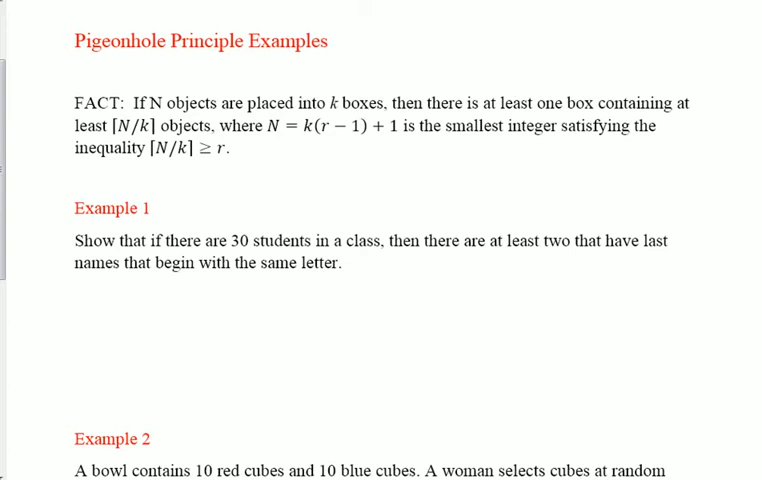 Pigeonhole Principle Examples
FACT: If N objects are placed into k boxes, then there is at least one box containing at
least ⌈N/k⌉ objects, where N = k(r − 1) + 1 is the smallest integer satisfying the
inequality ⌈N/k⌉ ≥ r.
Example 1
Show that if there are 30 students in a class, then there are at least two that have last
names that begin with the same letter.
Example 2
A bowl contains 10 red cubes and 10 blue cubes. A woman selects cubes at random